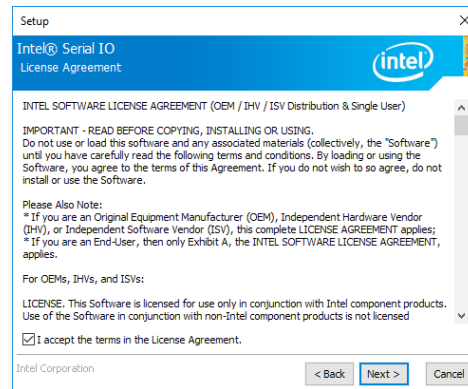 Setup
Intel® Serial IO
License Agreement
intel
INTEL SOFTWARE LICENSE AGREEMENT (OEM / IHV / ISV Distribution & Single User)
IMPORTANT - READ BEFORE COPYING, INSTALLING OR USING.
Do not use or load this software and any associated materials (collectively, the "Software")
until you have carefully read the following terms and conditions. By loading or using the
Software, you agree to the terms of this Agreement. If you do not wish to so agree, do not
install or use the Software.
Please Also Note:
* If you are an Original Equipment Manufacturer (OEM), Independent Hardware Vendor
(IHV), or Independent Software Vendor (ISV), this complete LICENSE AGREEMENT applies;
* If you are an End-User, then only Exhibit A, the INTEL SOFTWARE LICENSE AGREEMENT,
applies.
For OEMs, IHVs, and ISVs:
LICENSE. This Software is licensed for use only in conjunction with Intel component products.
Use of the Software in conjunction with non-Intel component products is not licensed
I accept the terms in the License Agreement.
Intel Corporation
< Back
Next >
Cancel